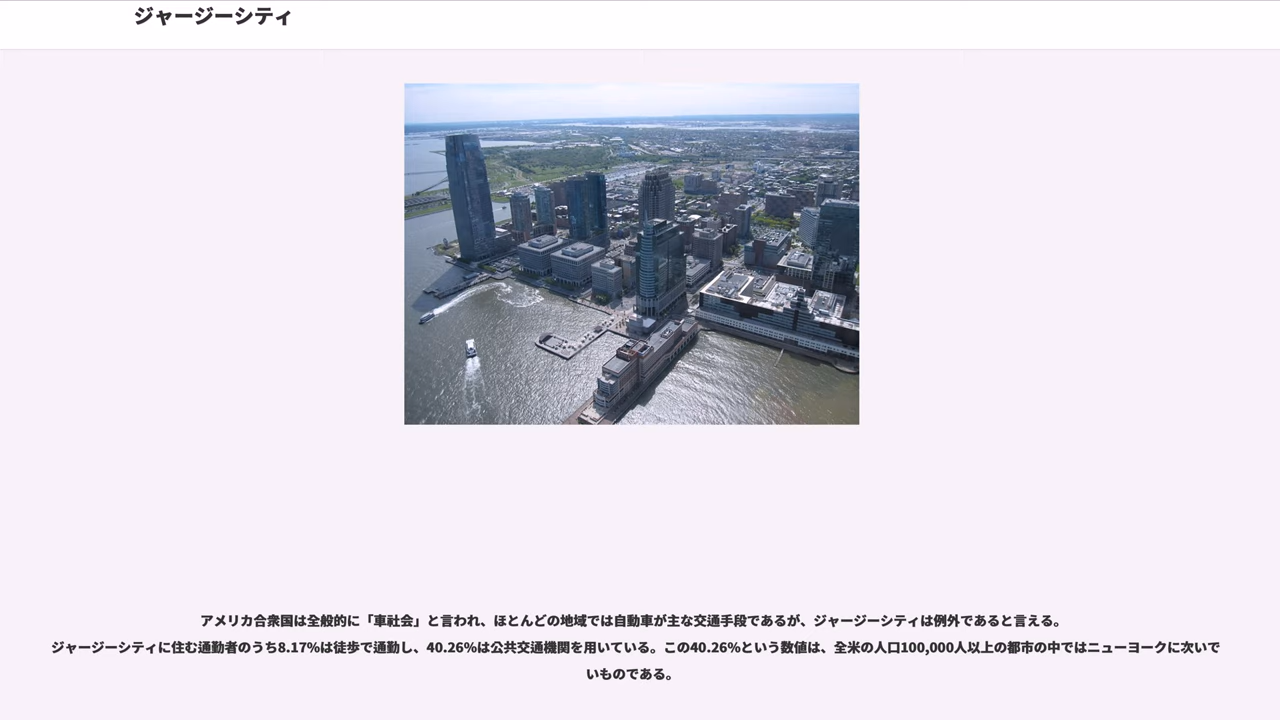 ジャージーシティ
アメリカ合衆国は全般的に「車社会」と言われ、ほとんどの地域では自動車が主な交通手段であるが、ジャージーシティは例外であると言える。
ジャージーシティに住む通勤者のうち8.17%は徒歩で通勤し、40.26%は公共交通機関を用いている。この40.26%という数値は、全米の人口100,000人以上の都市の中ではニューヨークに次いで
いものである。